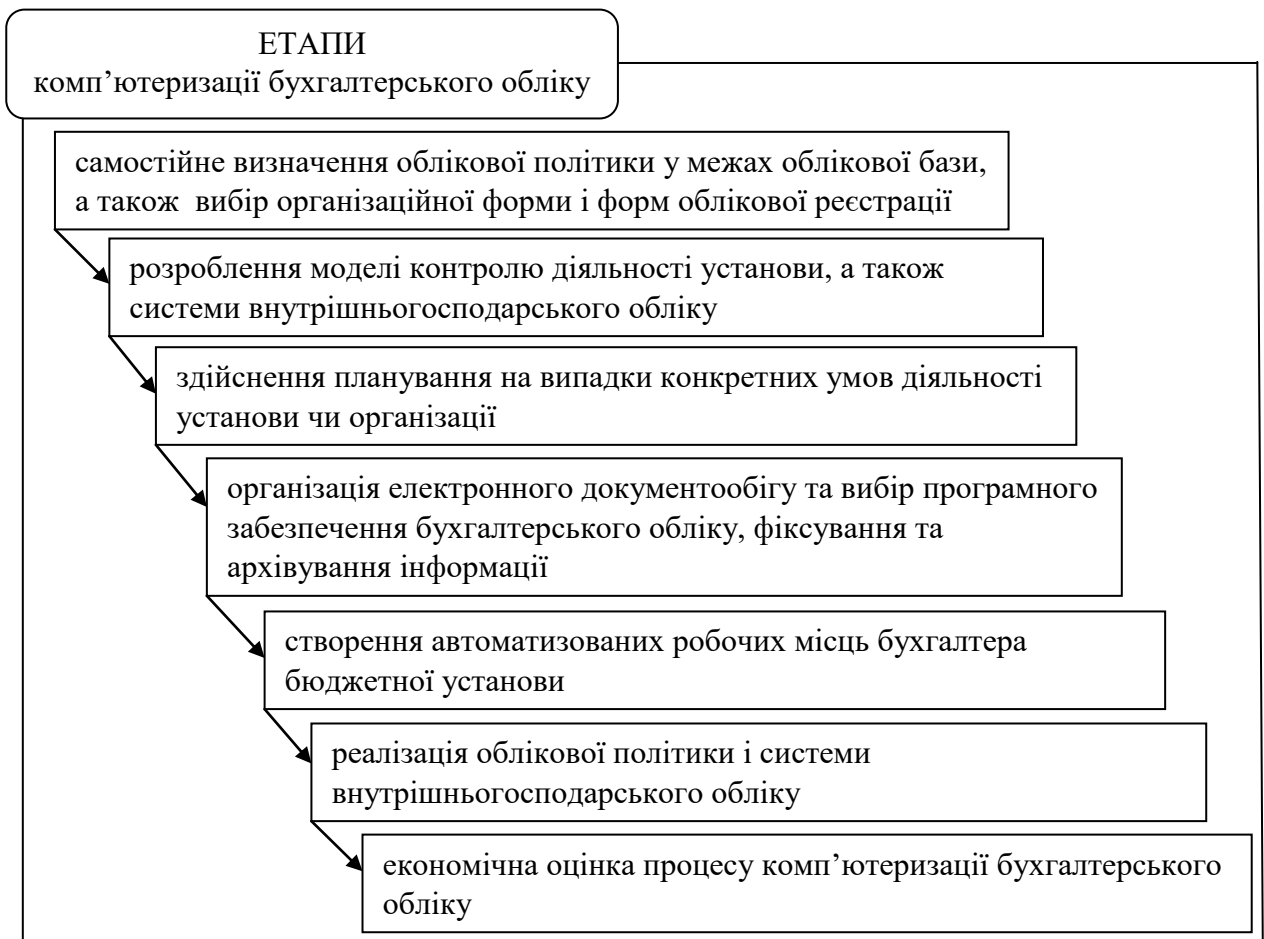 ЕТАПИ
комп’ютеризації бухгалтерського обліку
самостійне визначення облікової політики у межах облікової бази,
а також вибір організаційної форми і форм облікової реєстрації
розроблення моделі контролю діяльності установи, а також
системи внутрішньогосподарського обліку
здійснення планування на випадки конкретних умов діяльності
установи чи організації
організація електронного документообігу та вибір програмного
забезпечення бухгалтерського обліку, фіксування та
архівування інформації
створення автоматизованих робочих місць бухгалтера
бюджетної установи
реалізація облікової політики і системи
внутрішньогосподарського обліку
економічна оцінка процесу комп’ютеризації бухгалтерського
обліку